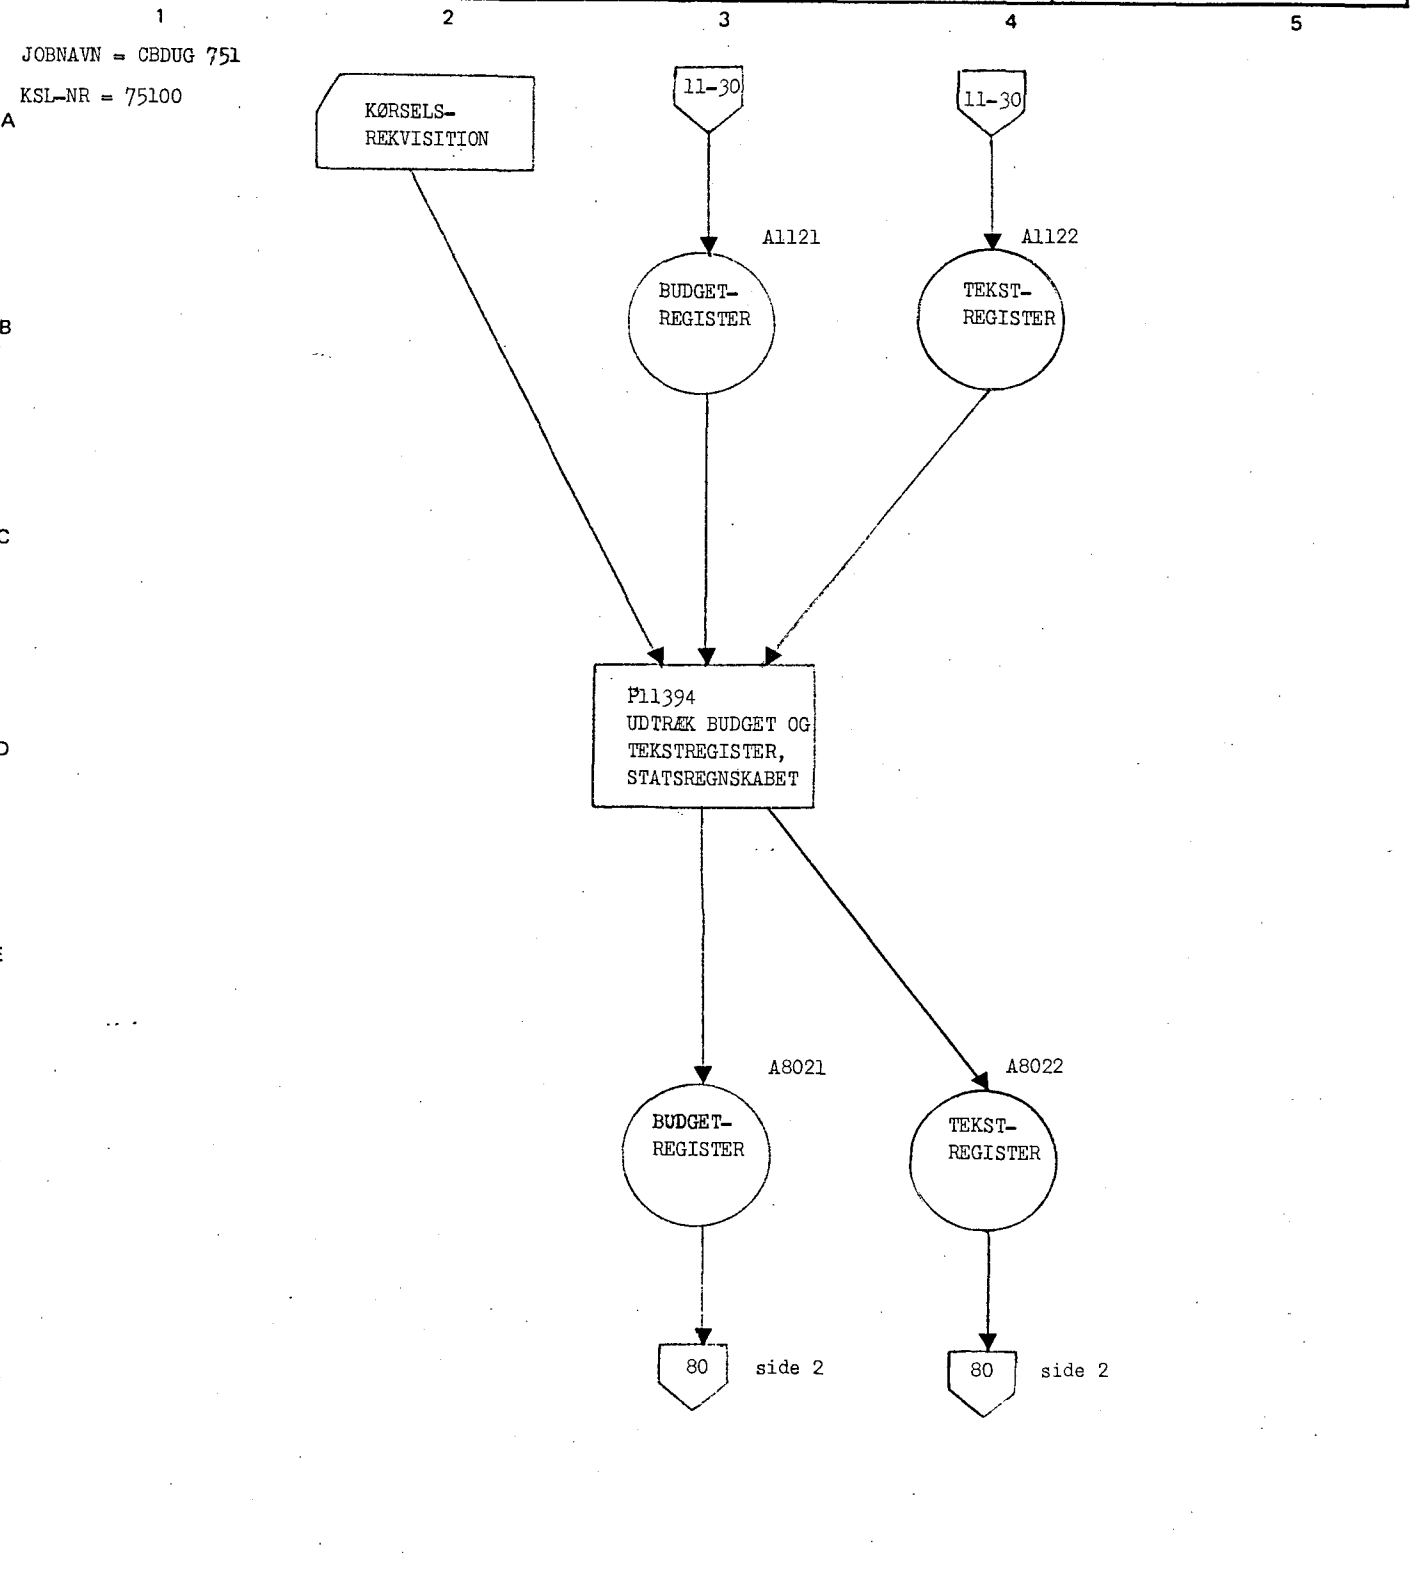 1 2 3 4 5
JOBNAVN = CBDUG 751
KSL-NR = 75100
A
KØRSELS-
REKVISITION
11-30
11-30
A1121
A1122
BUDGET-
REGISTER
TEKST-
REGISTER
B
C
P11394
UDTRÆK BUDGET OG
TEKSTREGISTER,
STATSREGNSKABET
D
E
A8021
A8022
BUDGET-
REGISTER
TEKST-
REGISTER
80 side 2
80 side 2